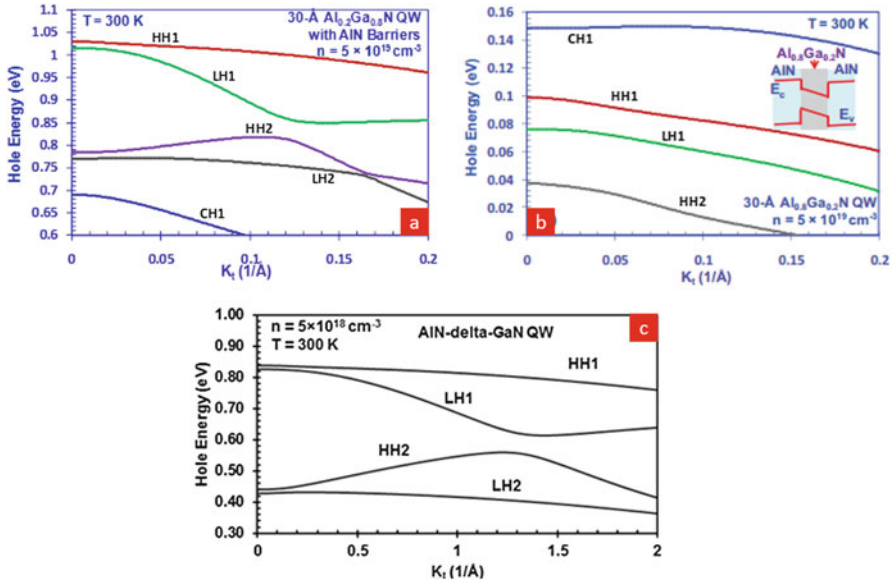 T = 300 K
30-Å Al0.2Ga0.8N QW
with AlN Barriers
n = 5 × 10^19 cm^-3
HH1
LH1
HH2
LH2
CH1
a
Hole Energy (eV)
1.1
1.05
1
0.95
0.9
0.85
0.8
0.75
0.7
0.65
0.6
0 0.05 0.1 0.15 0.2
Kt (1/Å)
T = 300 K
Al0.8Ga0.2N
AlN AlN
Ec
Ev
CH1
HH1
LH1
HH2
30-Å Al0.8Ga0.2N QW
n = 5 × 10^19 cm^-3
b
Hole Energy (eV)
0.16
0.14
0.12
0.10
0.08
0.06
0.04
0.02
0
0 0.05 0.1 0.15 0.2
Kt (1/Å)
n = 5×10^18 cm^-3
T = 300 K
AlN-delta-GaN QW
c
HH1
LH1
HH2
LH2
Hole Energy (eV)
1.00
0.90
0.80
0.70
0.60
0.50
0.40
0.30
0 0.5 1 1.5 2
Kt (1/Å)